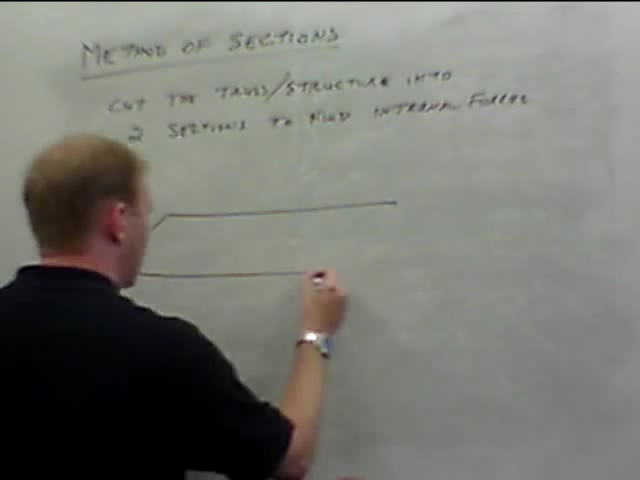 METHOD OF SECTIONS
CUT THE TRUSS/STRUCTURE INTO
2 SECTIONS TO FIND INTERNAL FORCES